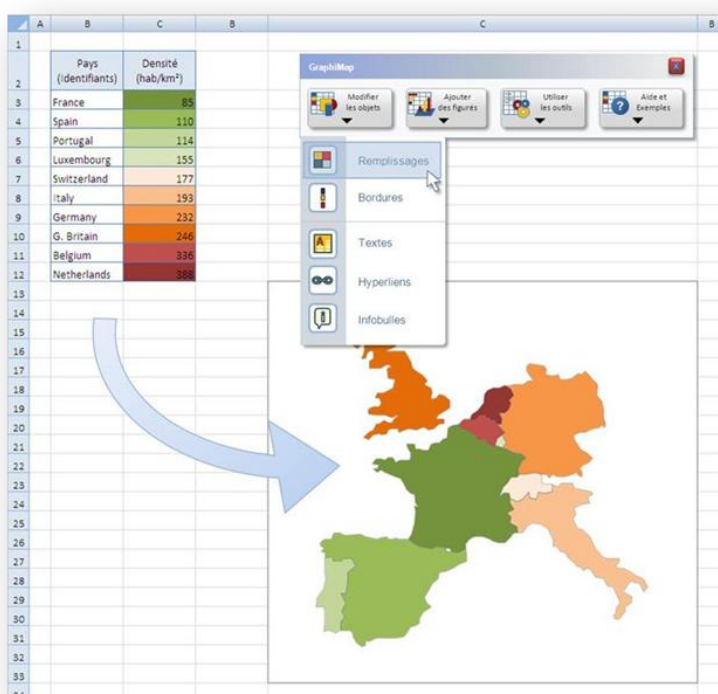 A B C B C B
1
Pays Densité
2 (Identifiants) (hab/km²)
3 France 85
4 Spain 110
5 Portugal 114
6 Luxembourg 155
7 Switzerland 177
8 Italy 193
9 Germany 232
10 G. Britain 246
11 Belgium 336
12 Netherlands 388
13
14
15
16
17
18
19
20
21
22
23
24
25
26
27
28
29
30
31
32
33
GraphiMap
Modifier les objets
Ajouter des figurés
Utiliser les outils
Aide et Exemples
Remplissages
Bordures
Textes
Hyperliens
Infobulles